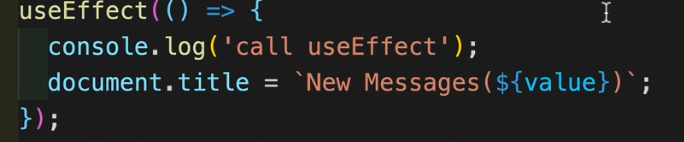 useEffect(() => {
console.log('call useEffect');
document.title = `New Messages(${value})`;
});